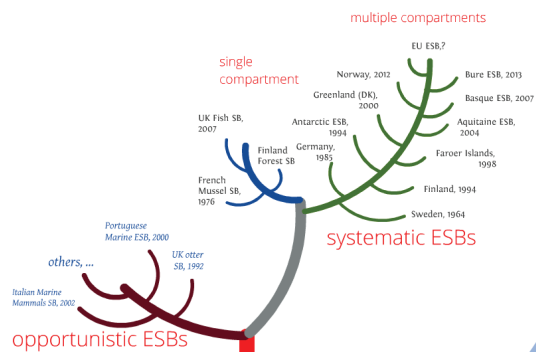 multiple compartments
EU ESB,?
single
compartment
Norway, 2012
Bure ESB, 2013
Greenland (DK),
2000
Basque ESB, 2007
UK Fish SB,
2007
Antarctic ESB,
1994
Aquitaine ESB,
2004
Finland
Forest SB
Germany,
1985
Faroer Islands,
1998
French
Mussel SB,
1976
Finland, 1994
Sweden, 1964
systematic ESBs
Portuguese
Marine ESB, 2000
UK otter
SB, 1992
others, ...
Italian Marine
Mammals SB, 2002
opportunistic ESBs